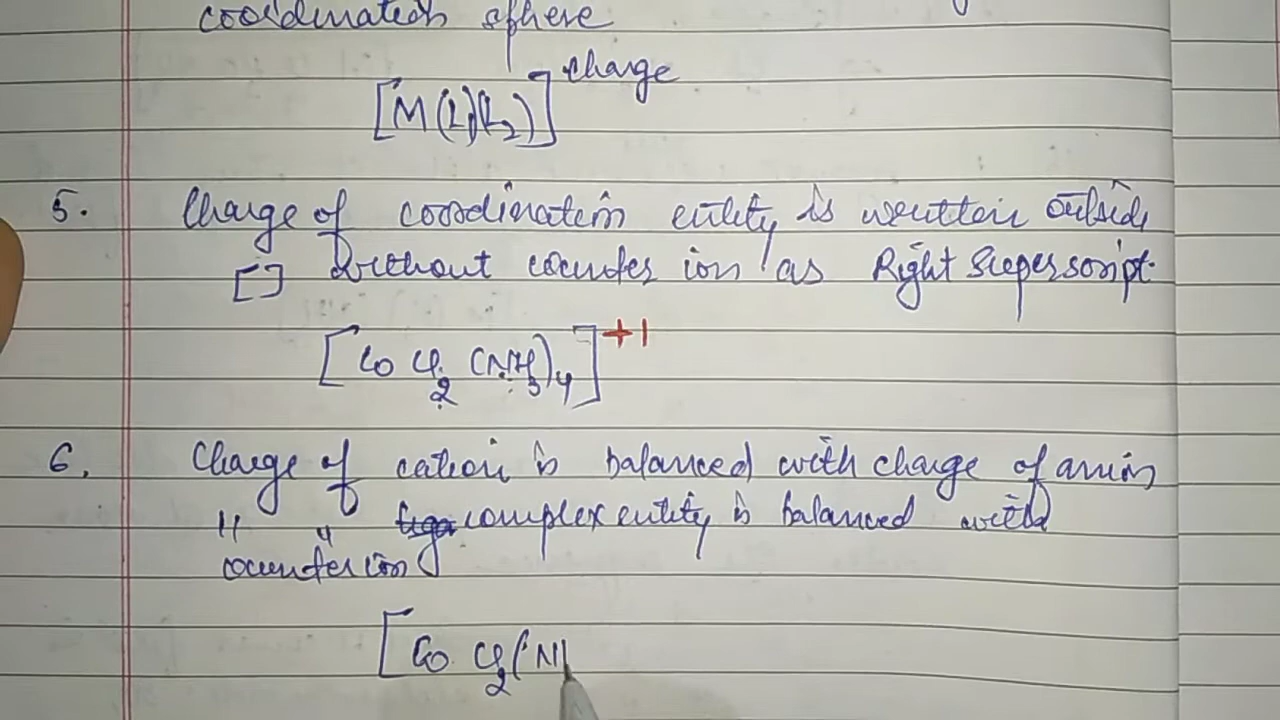 coordination sphere
[M(L1)(L2)]charge
5. Charge of coordination entity is written outside
[ ] without counter ion as Right Superscript.
[Co Cl2 (NH3)4]+1
6. Charge of cation is balanced with charge of anion
" " complex entity is balanced with
counter ion
[Co Cl2(N